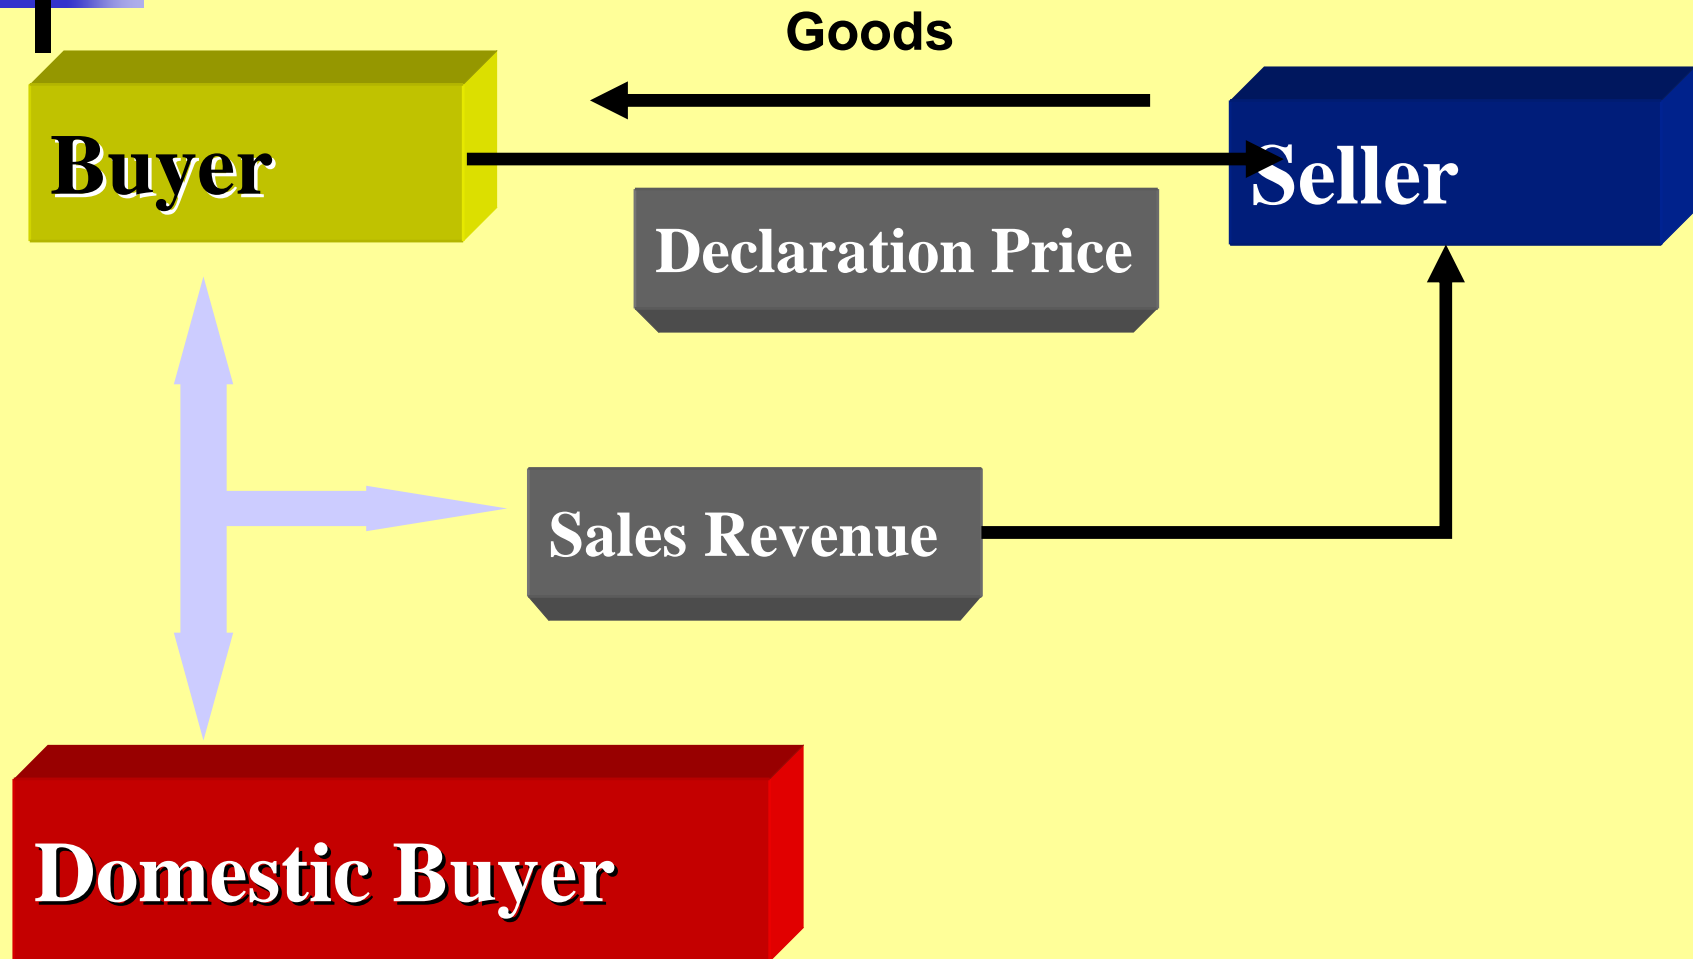 Goods
Buyer
Seller
Declaration Price
Sales Revenue
Domestic Buyer